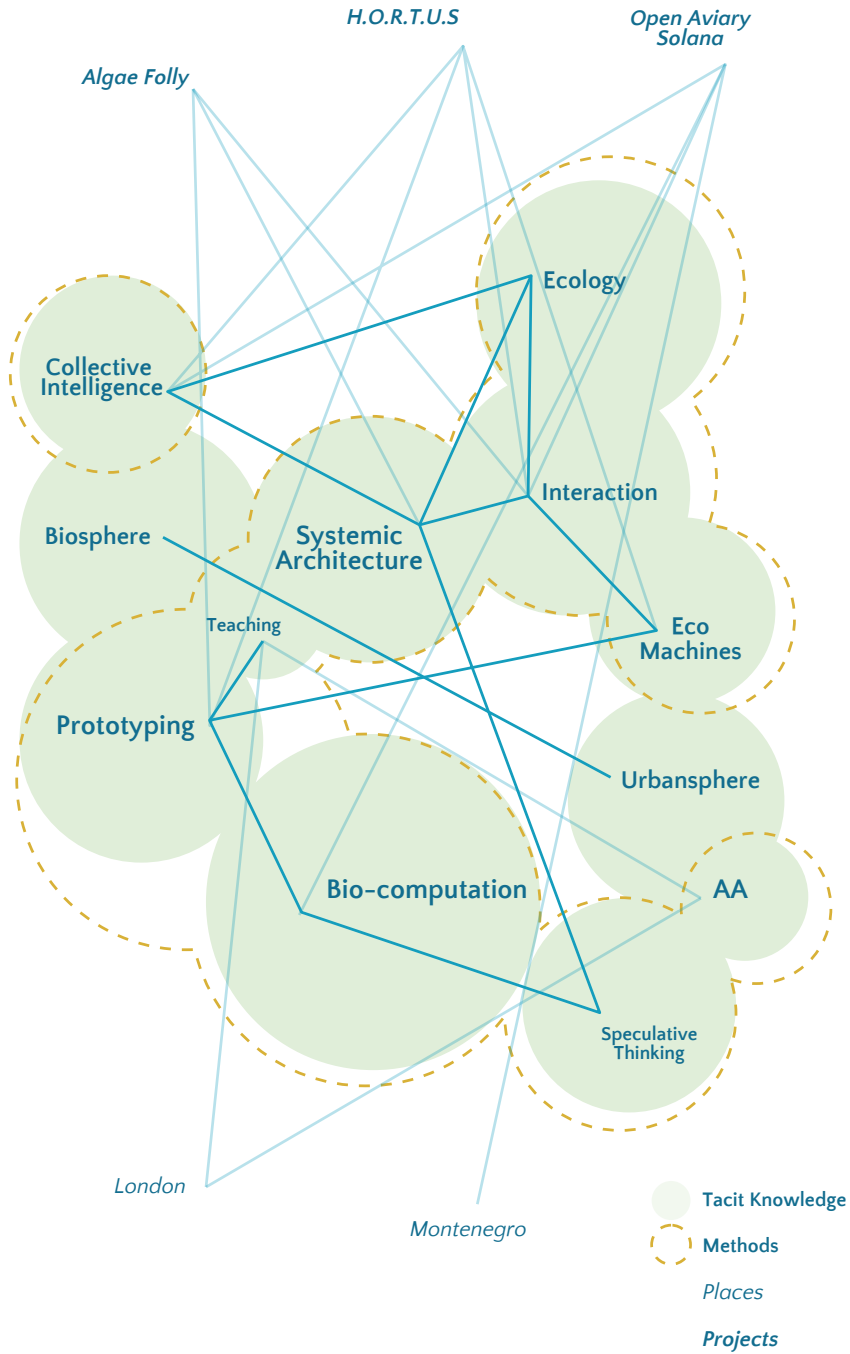 H.O.R.T.U.S
Open Aviary
Solana
Algae Folly
Ecology
Collective
Intelligence
Interaction
Biosphere
Systemic
Architecture
Teaching
Eco
Machines
Prototyping
Urbansphere
Bio-computation
AA
Speculative
Thinking
London
Montenegro
Tacit Knowledge
Methods
Places
Projects